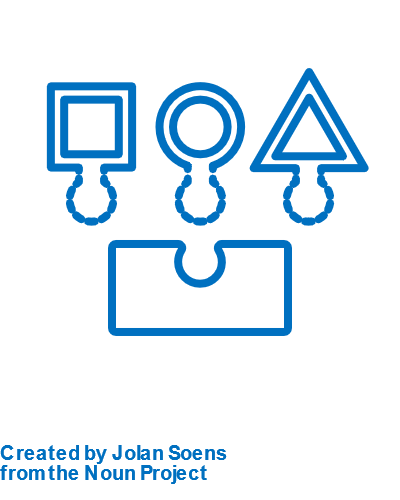 Created by Jolan Soens
from the Noun Project